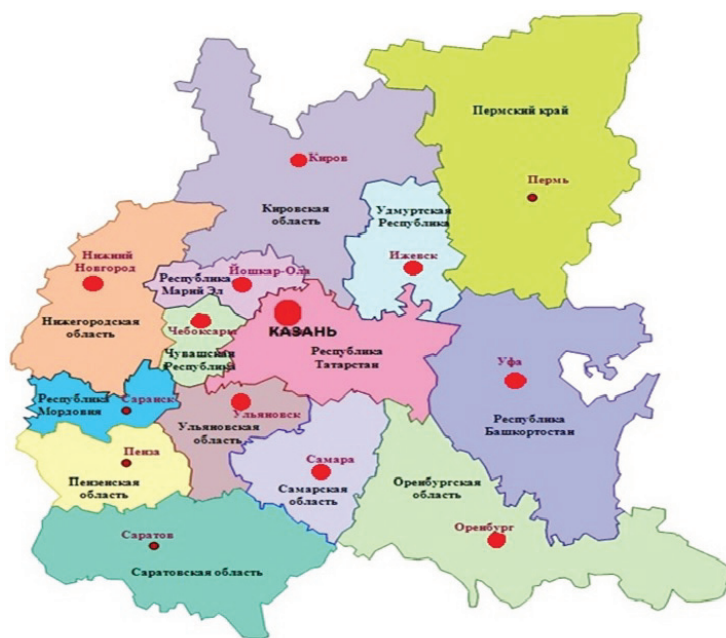 Пермский край
Пермь
Киров
Кировская
область
Удмуртская
Республика
Ижевск
Нижний
Новгород
Нижегородская
область
Республика
Марий Эл
Йошкар-Ола
Чебоксары
Чувашская
Республика
КАЗАНЬ
Республика
Татарстан
Уфа
Республика
Башкортостан
Республика
Мордовия
Саранск
Ульяновск
Ульяновская
область
Пенза
Пензенская
область
Самара
Самарская
область
Оренбургская
область
Оренбург
Саратов
Саратовская область